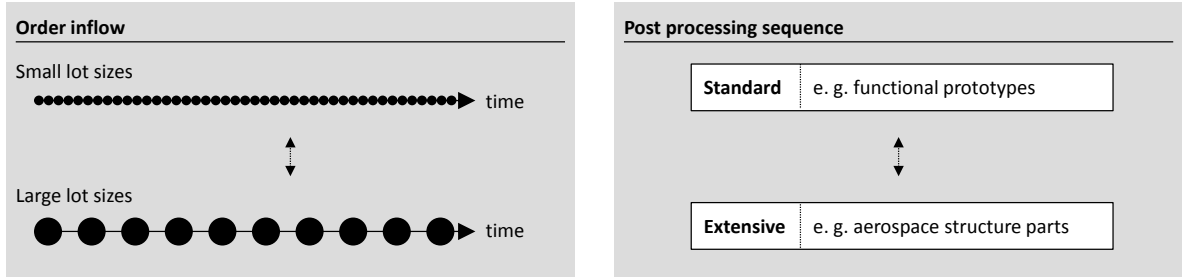 Order inflow
Small lot sizes
time
Large lot sizes
time
Post processing sequence
Standard e. g. functional prototypes
Extensive e. g. aerospace structure parts